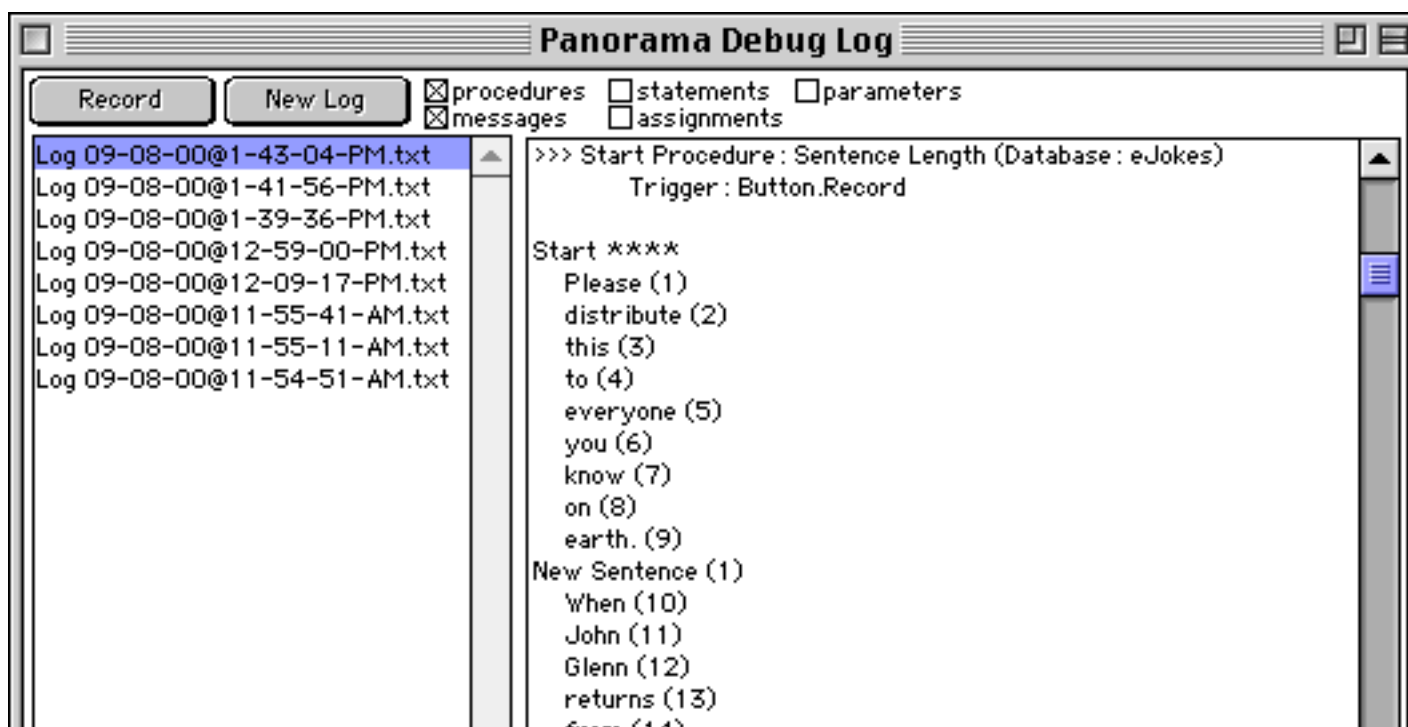 Panorama Debug Log
Record New Log procedures statements parameters
messages assignments
Log 09-08-00@1-43-04-PM.txt
Log 09-08-00@1-41-56-PM.txt
Log 09-08-00@1-39-36-PM.txt
Log 09-08-00@12-59-00-PM.txt
Log 09-08-00@12-09-17-PM.txt
Log 09-08-00@11-55-41-AM.txt
Log 09-08-00@11-55-11-AM.txt
Log 09-08-00@11-54-51-AM.txt
>>> Start Procedure: Sentence Length (Database: eJokes)
Trigger: Button.Record
Start ****
Please (1)
distribute (2)
this (3)
to (4)
everyone (5)
you (6)
know (7)
on (8)
earth. (9)
New Sentence (1)
When (10)
John (11)
Glenn (12)
returns (13)
from (14)